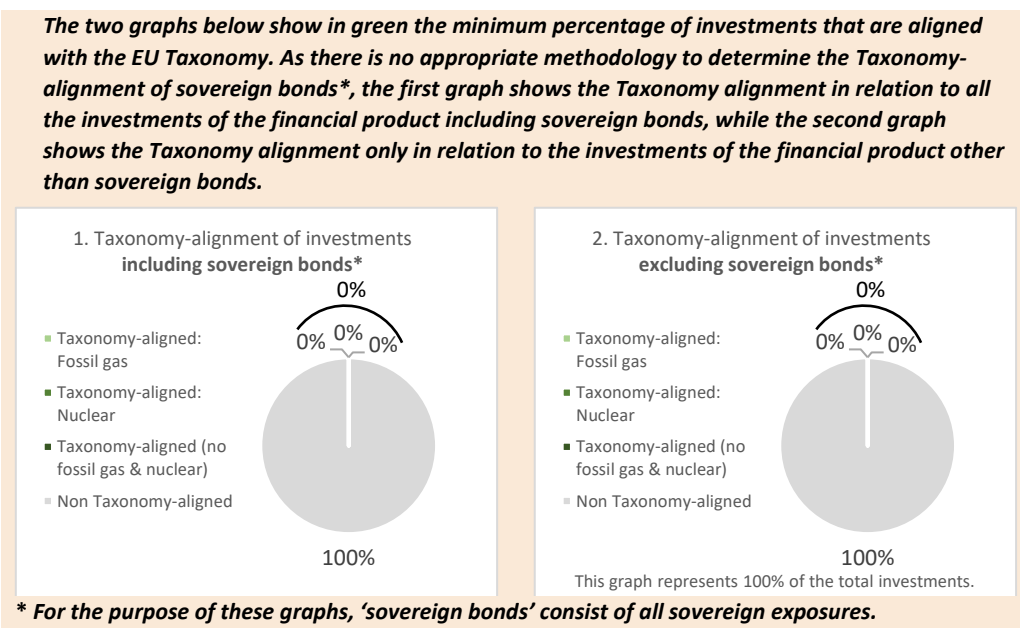 The two graphs below show in green the minimum percentage of investments that are aligned
with the EU Taxonomy. As there is no appropriate methodology to determine the Taxonomy-
alignment of sovereign bonds*, the first graph shows the Taxonomy alignment in relation to all
the investments of the financial product including sovereign bonds, while the second graph
shows the Taxonomy alignment only in relation to the investments of the financial product other
than sovereign bonds.
1. Taxonomy-alignment of investments
including sovereign bonds*
0%
0%
0%
0%
Taxonomy-aligned:
Fossil gas
Taxonomy-aligned:
Nuclear
Taxonomy-aligned (no
fossil gas & nuclear)
Non Taxonomy-aligned
100%
2. Taxonomy-alignment of investments
excluding sovereign bonds*
0%
0%
0%
0%
Taxonomy-aligned:
Fossil gas
Taxonomy-aligned:
Nuclear
Taxonomy-aligned (no
fossil gas & nuclear)
Non Taxonomy-aligned
100%
This graph represents 100% of the total investments.
* For the purpose of these graphs, ‘sovereign bonds’ consist of all sovereign exposures.